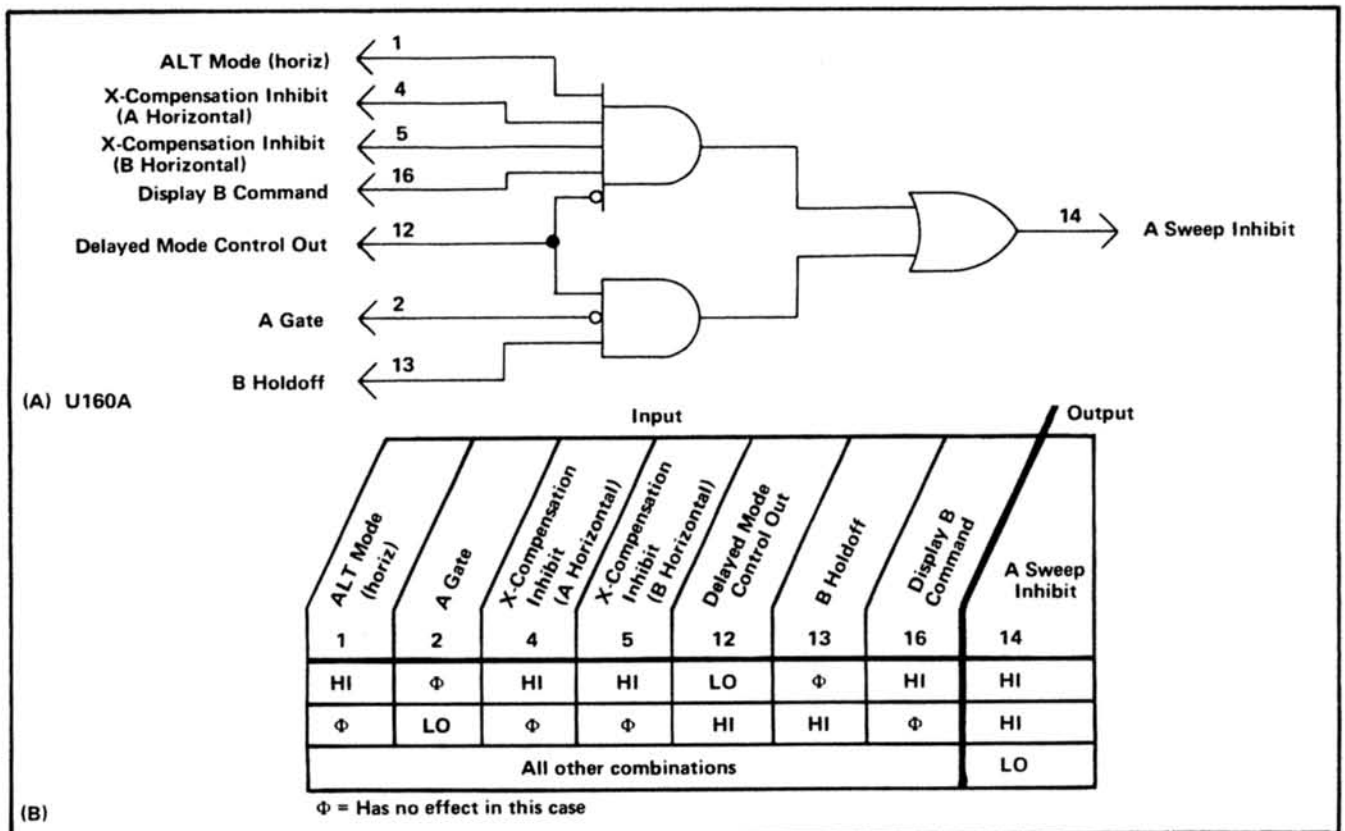 1
ALT Mode (horiz)
4
X-Compensation Inhibit
(A Horizontal)
5
X-Compensation Inhibit
(B Horizontal)
16
Display B Command
12
Delayed Mode Control Out
14
A Sweep Inhibit
2
A Gate
13
B Holdoff
(A) U160A
Input
Output
ALT Mode
(horiz)
A Gate
X-Compensation
Inhibit
(A Horizontal)
X-Compensation
Inhibit
(B Horizontal)
Delayed Mode
Control Out
B Holdoff
Display B
Command
A Sweep
Inhibit
1 2 4 5 12 13 16 14
HI Φ HI HI LO Φ HI HI
Φ LO Φ Φ HI HI Φ HI
All other combinations LO
(B)
Φ = Has no effect in this case